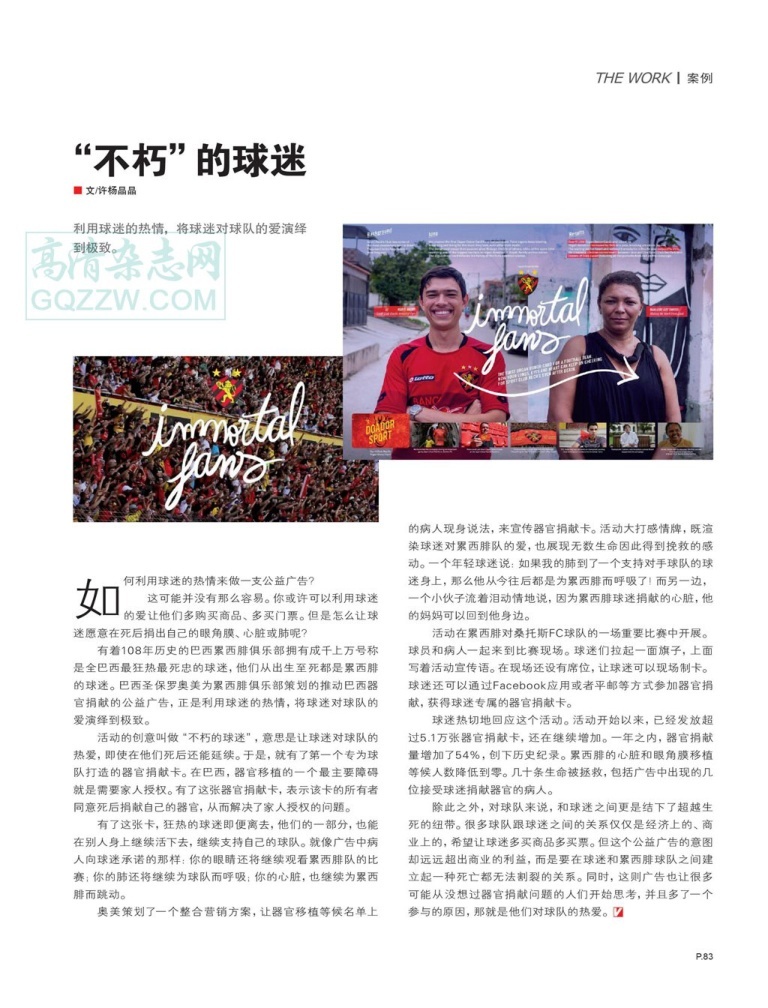 THE WORK | 案例
“不朽”的球迷
■ 文/许杨晶晶
利用球迷的热情，将球迷对球队的爱演绎
到极致。
高清杂志网
GQZZW.COM
immortal
fans
immortal
fans
lotto
DOADOR
SPORT
如
何利用球迷的热情来做一支公益广告？
这可能并没有那么容易。你或许可以利用球迷
的爱让他们多购买商品、多买门票。但是怎么让球
迷愿意在死后捐出自己的眼角膜、心脏或肺呢？
有着108年历史的巴西累西腓俱乐部拥有成千上万号称
是全巴西最狂热最死忠的球迷，他们从出生至死都是累西腓
的球迷。巴西圣保罗奥美为累西腓俱乐部策划的推动巴西器
官捐献的公益广告，正是利用球迷的热情，将球迷对球队的
爱演绎到极致。
活动的创意叫做“不朽的球迷”，意思是让球迷对球队的
热爱，即使在他们死后还能延续。于是，就有了第一个专为球
队打造的器官捐献卡。在巴西，器官移植的一个最主要障碍
就是需要家人授权。有了这张器官捐献卡，表示该卡的所有者
同意死后捐献自己的器官，从而解决了家人授权的问题。
有了这张卡，狂热的球迷即便离去，他们的一部分，也能
在别人身上继续活下去，继续支持自己的球队。就像广告中病
人向球迷承诺的那样：你的眼睛还将继续观看累西腓队的比
赛；你的肺还将继续为球队而呼吸；你的心脏，也继续为累西
腓而跳动。
奥美策划了一个整合营销方案，让器官移植等候名单上
的病人现身说法，来宣传器官捐献卡。活动大打感情牌，既渲
染球迷对累西腓队的爱，也展现无数生命因此得到挽救的感
动。一个年轻球迷说：如果我的肺到了一个支持对手球队的球
迷身上，那么他从今往后都是为累西腓而呼吸了！而另一边，
一个小伙子流着泪动情地说，因为累西腓球迷捐献的心脏，他
的妈妈可以回到他身边。
活动在累西腓对桑托斯FC球队的一场重要比赛中开展。
球员和病人一起来到比赛现场。球迷们拉起一面旗子，上面
写着活动宣传语。在现场还设有席位，让球迷可以现场制卡。
球迷还可以通过Facebook应用或者平邮等方式参加器官捐
献，获得球迷专属的器官捐献卡。
球迷热切地回应这个活动。活动开始以来，已经发放超
过5.1万张器官捐献卡，还在继续增加。一年之内，器官捐献
量增加了54%，创下历史纪录。累西腓的心脏和眼角膜移植
等候人数降低到零。几十条生命被拯救，包括广告中出现的几
位接受球迷捐献器官的病人。
除此之外，对球队来说，和球迷之间更是结下了超越生
死的纽带。很多球队跟球迷之间的关系仅仅是经济上的、商
业上的，希望让球迷多买商品多买票。但这个公益广告的意图
却远远超出商业的利益，而是要在球迷和累西腓球队之间建
立起一种死亡都无法割裂的关系。同时，这则广告也让很多
可能从没想过器官捐献问题的人们开始思考，并且多了一个
参与的原因，那就是他们对球队的热爱。
P.83